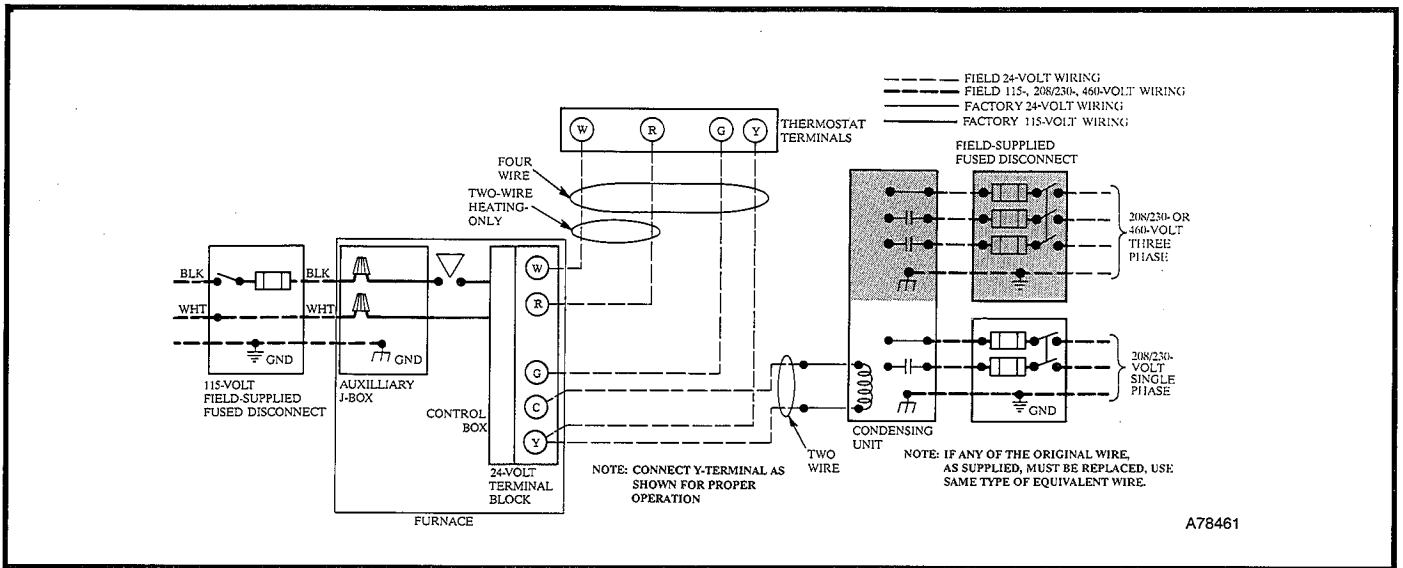 FIELD 24-VOLT WIRING
FIELD 115-, 208/230-, 460-VOLT WIRING
FACTORY 24-VOLT WIRING
FACTORY 115-VOLT WIRING
W
R
G
Y
THERMOSTAT
TERMINALS
FIELD-SUPPLIED
FUSED DISCONNECT
FOUR
WIRE
TWO-WIRE
HEATING-
ONLY
208/230- OR
460-VOLT
THREE
PHASE
BLK
BLK
WHT
WHT
GND
GND
W
R
G
C
Y
115-VOLT
FIELD-SUPPLIED
FUSED DISCONNECT
AUXILLIARY
J-BOX
CONTROL
BOX
24-VOLT
TERMINAL
BLOCK
FURNACE
208/230-
VOLT
SINGLE
PHASE
GND
CONDENSING
UNIT
TWO
WIRE
NOTE: CONNECT Y-TERMINAL AS
SHOWN FOR PROPER
OPERATION
NOTE: IF ANY OF THE ORIGINAL WIRE,
AS SUPPLIED, MUST BE REPLACED, USE
SAME TYPE OF EQUIVALENT WIRE.
A78461